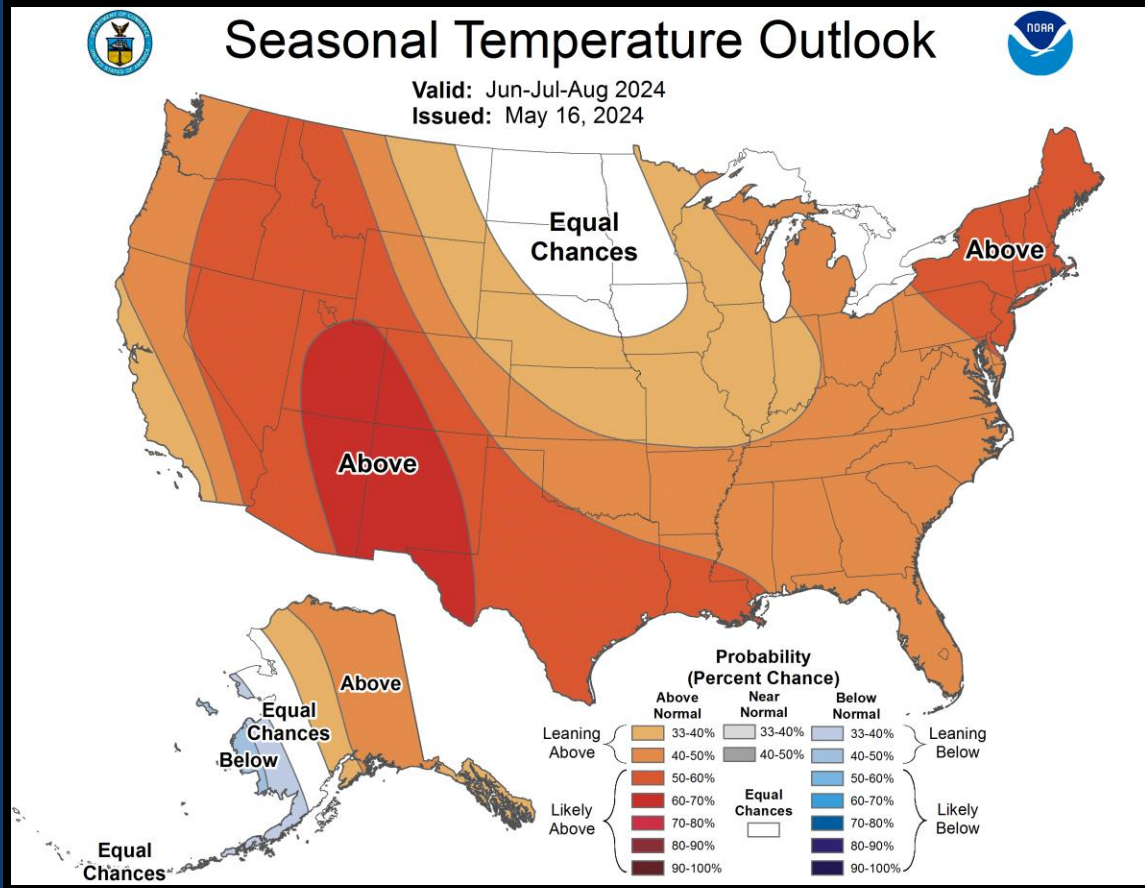 Seasonal Temperature Outlook
NOAA
Valid: Jun-Jul-Aug 2024
Issued: May 16, 2024
Equal
Chances
Above
Above
Above
Equal
Chances
Below
Equal
Chances
Probability
(Percent Chance)
Above
Normal
Near
Normal
Below
Normal
Leaning
Above
33-40%
33-40%
33-40%
Leaning
Below
40-50%
40-50%
40-50%
Likely
Above
50-60%
50-60%
Likely
Below
60-70%
60-70%
Equal
Chances
70-80%
70-80%
80-90%
80-90%
90-100%
90-100%